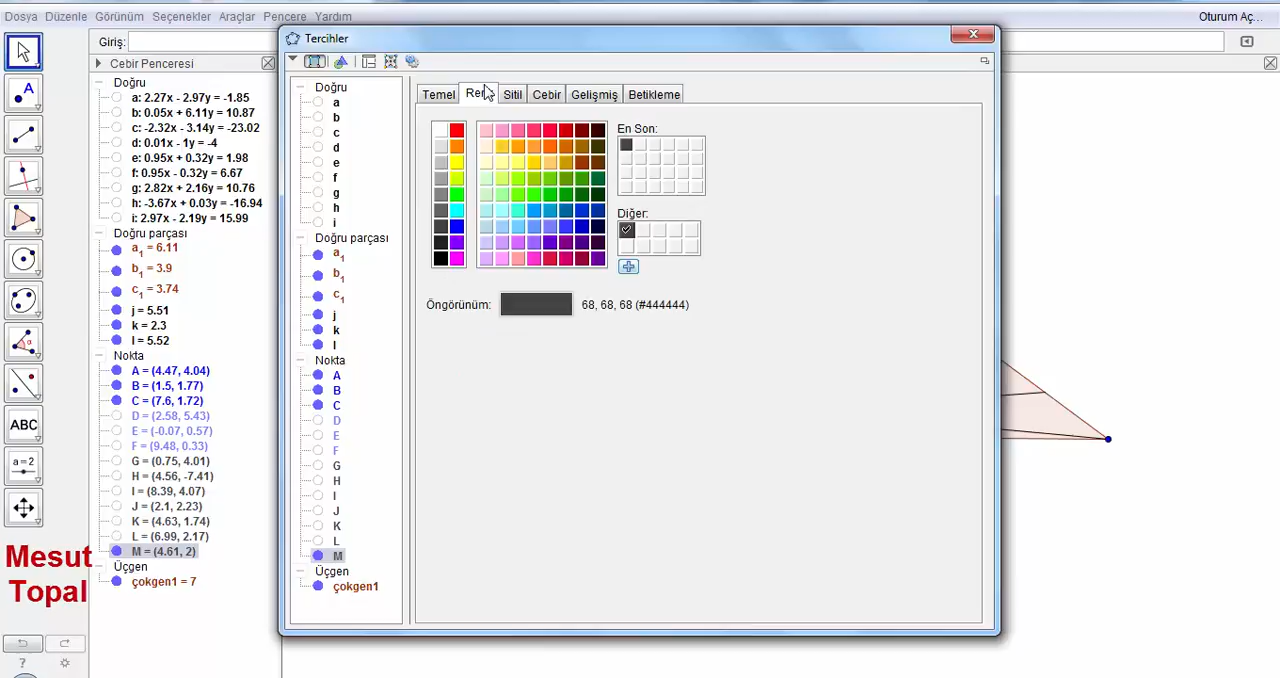 Dosya Düzenle Görünüm Seçenekler Araçlar Pencere Yardım
Oturum Aç...
Giriş:
Tercihler
Cebir Penceresi
Doğru
a: 2.27x - 2.97y = -1.85
b: 0.05x + 6.11y = 10.87
c: -2.32x - 3.14y = -23.02
d: 0.01x - 1y = -4
e: 0.95x + 0.32y = 1.98
f: 0.95x - 0.32y = 6.67
g: 2.82x + 2.16y = 10.76
h: -3.67x + 0.03y = -16.94
i: 2.97x - 2.19y = 15.99
Doğru parçası
a1 = 6.11
b1 = 3.9
c1 = 3.74
j = 5.51
k = 2.3
l = 5.52
Nokta
A = (4.47, 4.04)
B = (1.5, 1.77)
C = (7.6, 1.72)
D = (2.58, 5.43)
E = (-0.07, 0.57)
F = (9.48, 0.33)
G = (0.75, 4.01)
H = (4.56, -7.41)
I = (8.39, 4.07)
J = (2.1, 2.23)
K = (4.63, 1.74)
L = (6.99, 2.17)
M = (4.61, 2)
Üçgen
çokgen1 = 7
ABC
a=2
α
A
Mesut
Topal
?
Doğru
a
b
c
d
e
f
g
h
i
Doğru parçası
a1
b1
c1
j
k
l
Nokta
A
B
C
D
E
F
G
H
I
J
K
L
M
Üçgen
çokgen1
Temel
Sitil Cebir Gelişmiş Betikleme
En Son:
Diğer:
Öngörünüm: 68, 68, 68 (#444444)